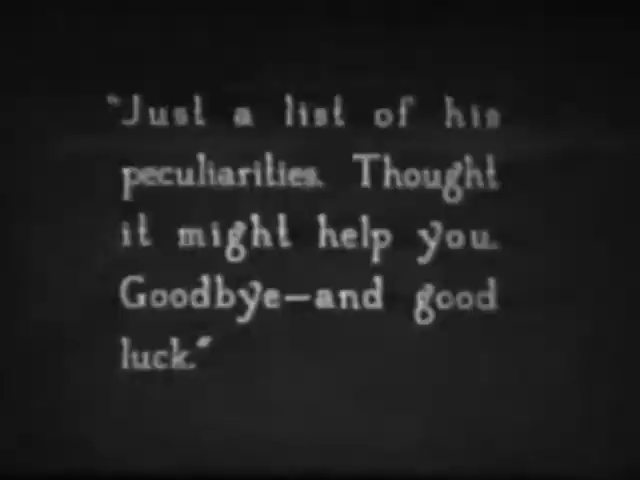 "Just a list of his
peculiarities. Thought
it might help you.
Goodbye—and good
luck."